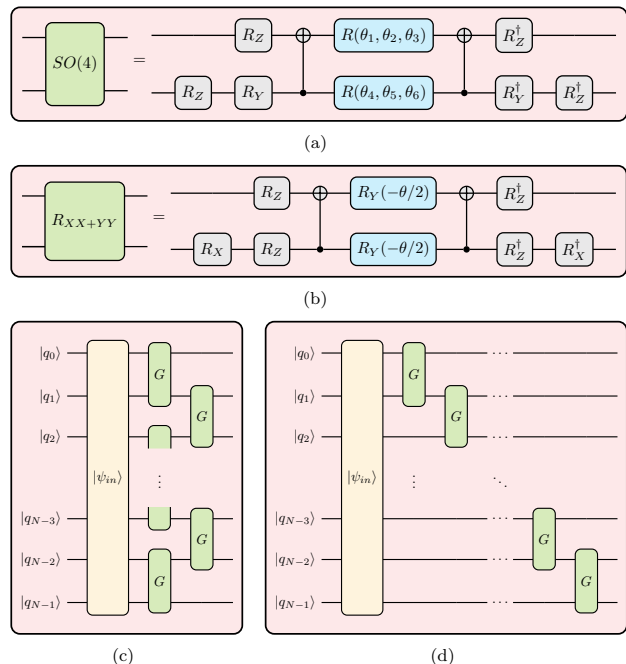 R_Z R(θ_1, θ_2, θ_3) R_Z^†
SO(4) =
R_Z R_Y R(θ_4, θ_5, θ_6) R_Y^† R_Z^†
(a)
R_Z R_Y(−θ/2) R_Z^†
R_{XX+YY} =
R_X R_Z R_Y(−θ/2) R_Z^† R_X^†
(b)
|q_0⟩
G
|q_1⟩
G
|q_2⟩
|ψ_{in}⟩ ⋮
|q_{N−3}⟩
G
|q_{N−2}⟩
G
|q_{N−1}⟩
(c)
|q_0⟩ ⋯
G
|q_1⟩ ⋯
G
|q_2⟩ ⋯
|ψ_{in}⟩ ⋮ ⋱
|q_{N−3}⟩ ⋯
G
|q_{N−2}⟩ ⋯
G
|q_{N−1}⟩ ⋯
(d)